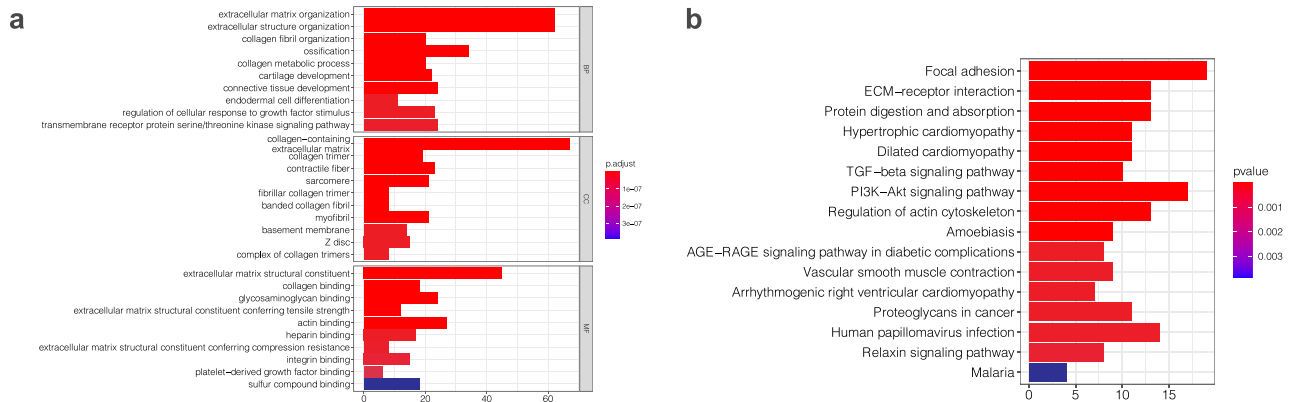 a
extracellular matrix organization
extracellular structure organization
collagen fibril organization
ossification
collagen metabolic process
cartilage development
connective tissue development
endodermal cell differentiation
regulation of cellular response to growth factor stimulus
transmembrane receptor protein serine/threonine kinase signaling pathway
BP
collagen−containing
extracellular matrix
collagen trimer
contractile fiber
sarcomere
fibrillar collagen trimer
banded collagen fibril
myofibril
basement membrane
Z disc
complex of collagen trimers
CC
extracellular matrix structural constituent
collagen binding
glycosaminoglycan binding
extracellular matrix structural constituent conferring tensile strength
actin binding
heparin binding
extracellular matrix structural constituent conferring compression resistance
integrin binding
platelet−derived growth factor binding
sulfur compound binding
MF
0 20 40 60
p.adjust
1e−07
2e−07
3e−07
b
Focal adhesion
ECM−receptor interaction
Protein digestion and absorption
Hypertrophic cardiomyopathy
Dilated cardiomyopathy
TGF−beta signaling pathway
PI3K−Akt signaling pathway
Regulation of actin cytoskeleton
Amoebiasis
AGE−RAGE signaling pathway in diabetic complications
Vascular smooth muscle contraction
Arrhythmogenic right ventricular cardiomyopathy
Proteoglycans in cancer
Human papillomavirus infection
Relaxin signaling pathway
Malaria
0 5 10 15
pvalue
0.001
0.002
0.003